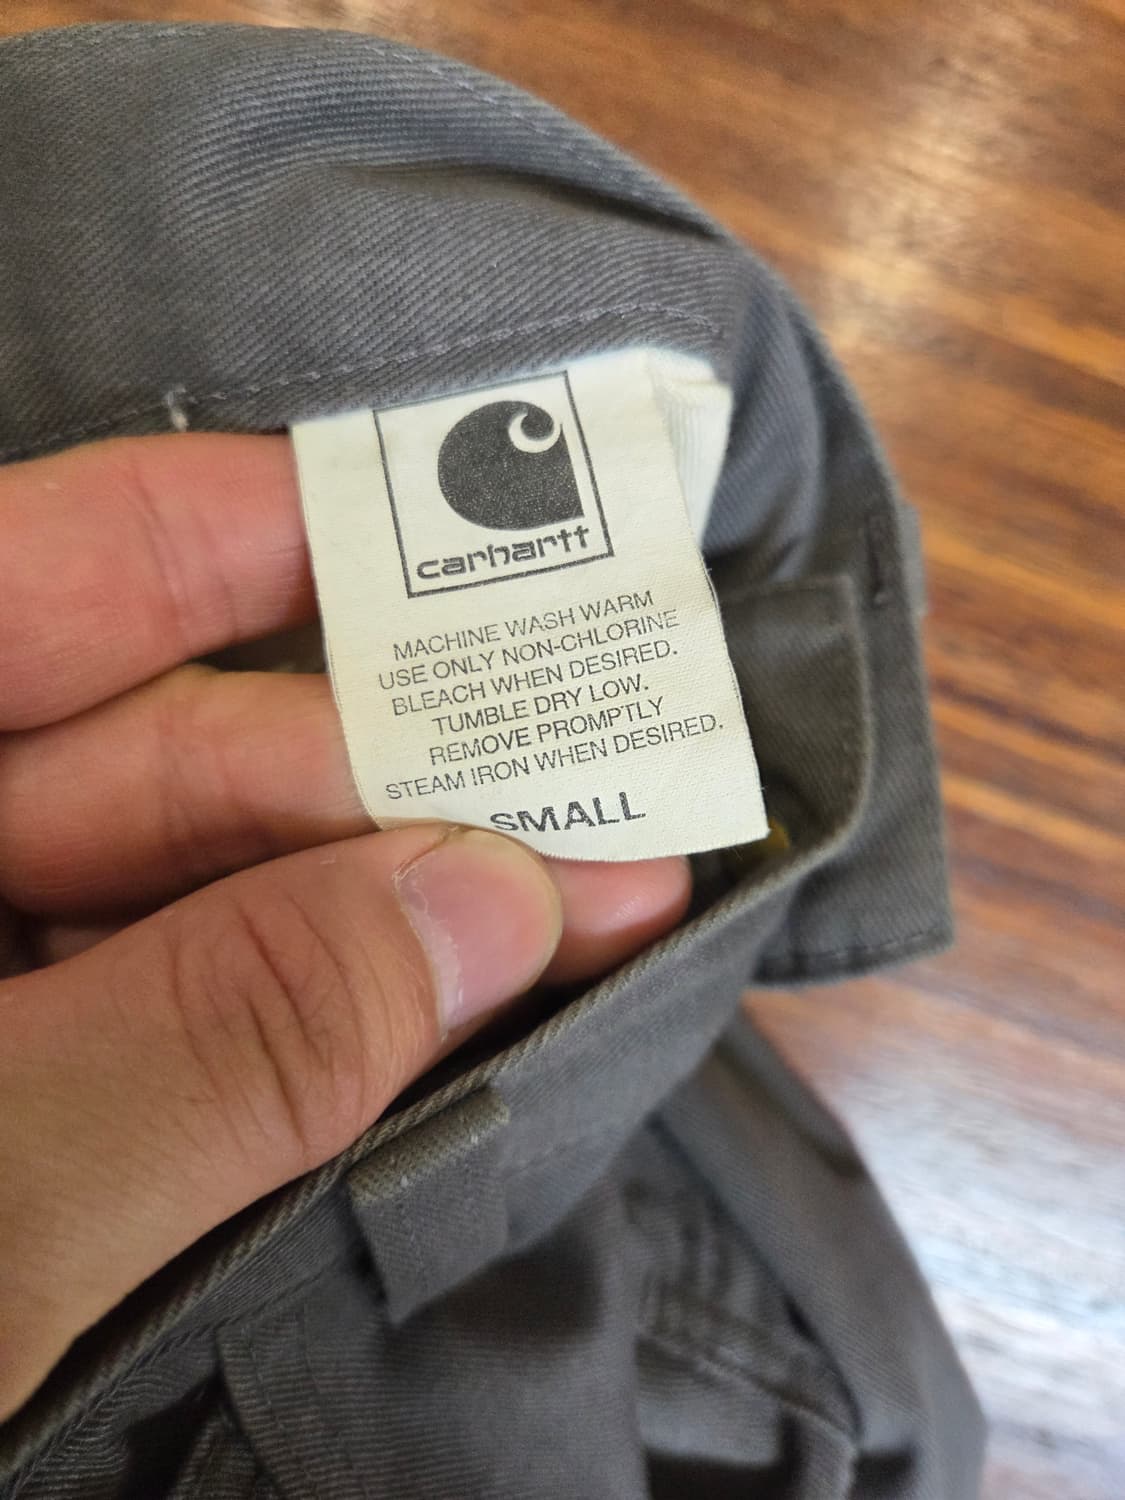 carhartt
MACHINE WASH WARM
USE ONLY NON-CHLORINE
BLEACH WHEN DESIRED.
TUMBLE DRY LOW.
REMOVE PROMPTLY
STEAM IRON WHEN DESIRED.
SMALL